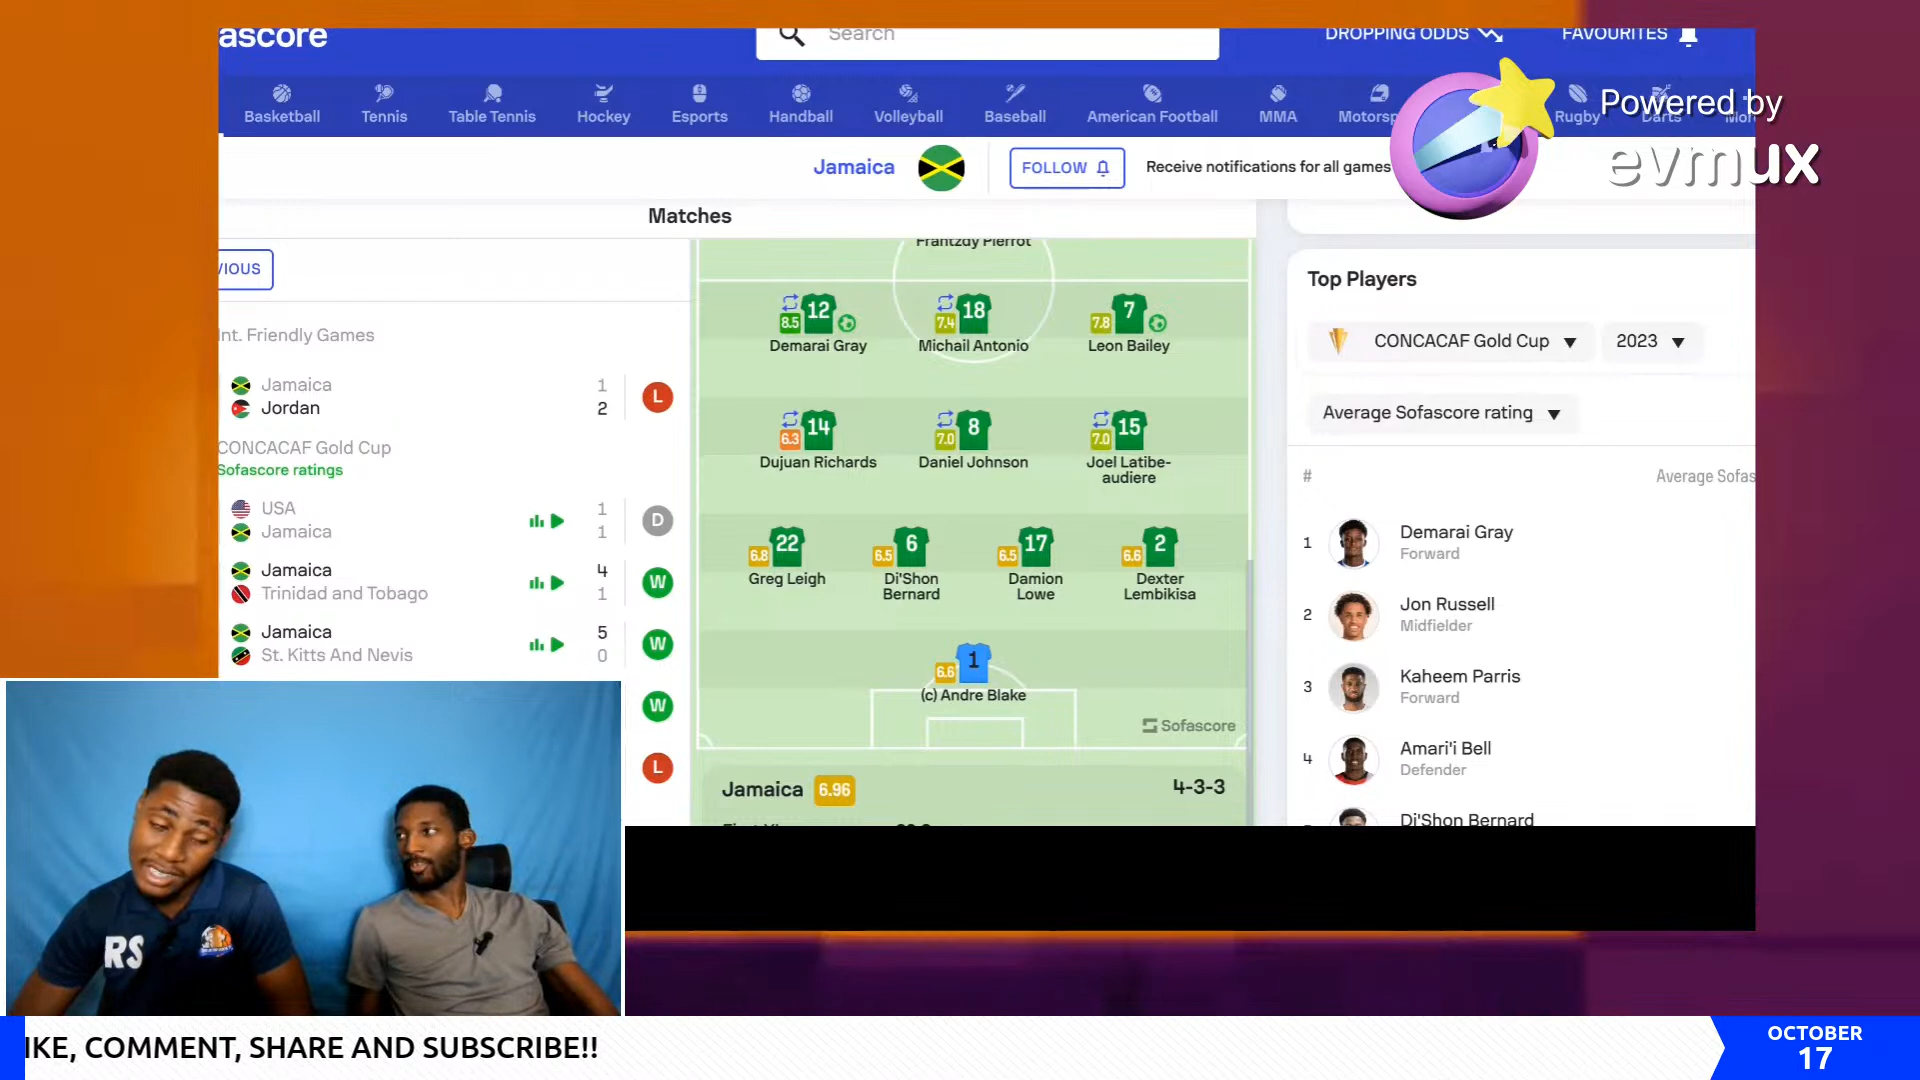 ascore
Search
DROPPING ODDS
FAVOURITES
Basketball
Tennis
Table Tennis
Hockey
Esports
Handball
Volleyball
Baseball
American Football
MMA
Motorsp
Rugby
Darts
Powered by
evmux
Jamaica
FOLLOW
Receive notifications for all games
Matches
VIOUS
Int. Friendly Games
Jamaica 1
Jordan 2
L
CONCACAF Gold Cup
Sofascore ratings
USA 1
Jamaica 1
D
Jamaica 4
Trinidad and Tobago 1
W
Jamaica 5
St. Kitts And Nevis 0
W
W
L
Frantzdy Pierrot
12
8.5
Demarai Gray
18
7.4
Michail Antonio
7
7.8
Leon Bailey
14
6.3
Dujuan Richards
8
7.0
Daniel Johnson
15
7.0
Joel Latibe-
audiere
22
6.8
Greg Leigh
6
6.5
Di'Shon
Bernard
17
6.5
Damion
Lowe
2
6.6
Dexter
Lembikisa
1
6.6
(c) Andre Blake
Sofascore
Jamaica 6.96
4-3-3
Top Players
CONCACAF Gold Cup
2023
Average Sofascore rating
#
Average Sofas
1
Demarai Gray
Forward
2
Jon Russell
Midfielder
3
Kaheem Parris
Forward
4
Amari'i Bell
Defender
Di'Shon Bernard
RS
IKE, COMMENT, SHARE AND SUBSCRIBE!!
OCTOBER
17